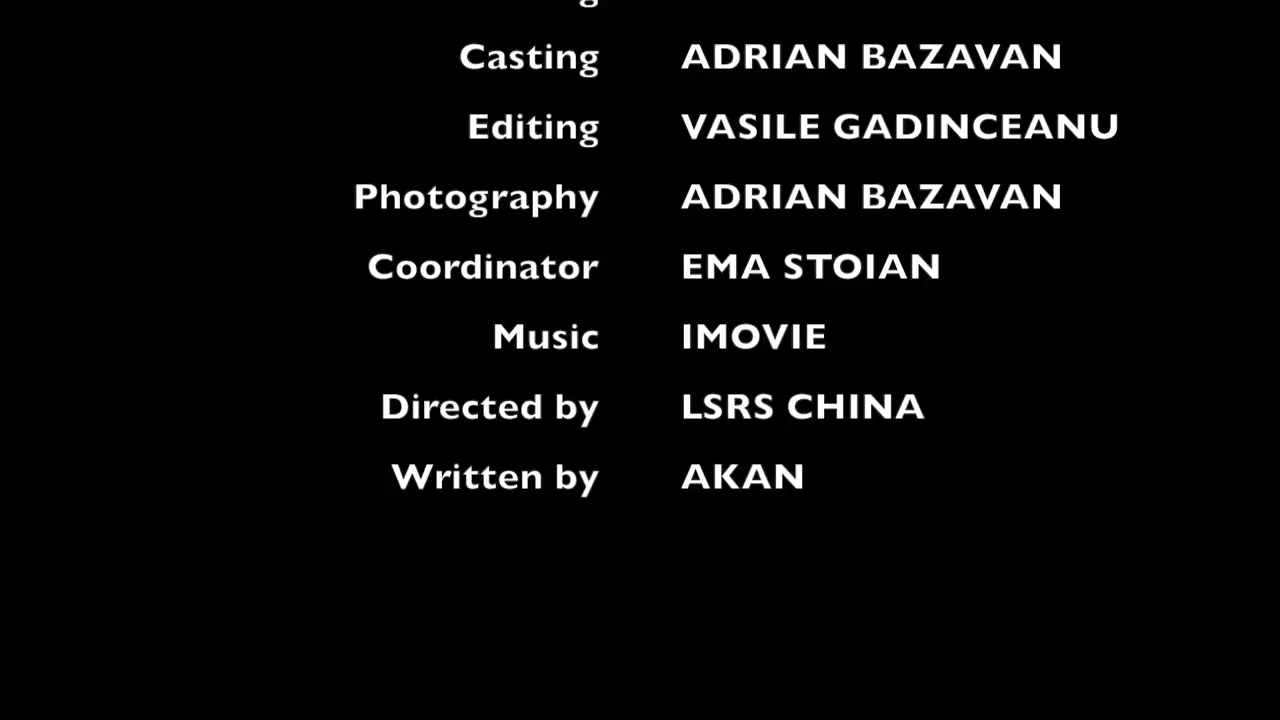 Casting ADRIAN BAZAVAN
Editing VASILE GADINCEANU
Photography ADRIAN BAZAVAN
Coordinator EMA STOIAN
Music IMOVIE
Directed by LSRS CHINA
Written by AKAN